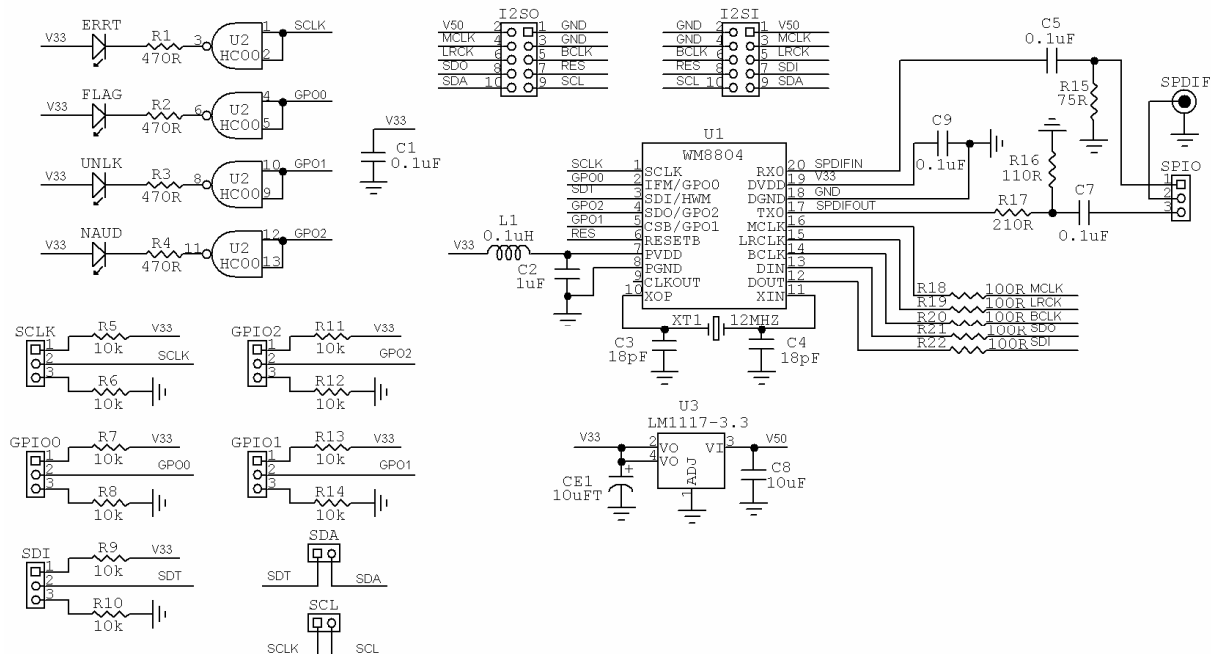 ERRT
V33
R1
470R
3
U2
HC00
1
2
SCLK
FLAG
V33
R2
470R
6
U2
HC00
4
5
GPO0
UNLK
V33
R3
470R
8
U2
HC00
10
9
GPO1
NAUD
V33
R4
470R
11
U2
HC00
12
13
GPO2
V33
C1
0.1uF
I2SO
V50 2 1 GND
MCLK 4 3 GND
LRCK 6 5 BCLK
SDO 8 7 RES
SDA 10 9 SCL
I2SI
GND 2 1 V50
GND 4 3 MCLK
BCLK 6 5 LRCK
RES 8 7 SDI
SCL 10 9 SDA
U1
WM8804
SCLK 1 SCLK RX0 20 SPDIFIN
GPO0 2 IFM/GPO0 DVDD 19 V33
SDT 3 SDI/HWM DGND 18 GND
GPO2 4 SDO/GPO2 TX0 17 SPDIFOUT
GPO1 5 CSB/GPO1 MCLK 16
RES 6 RESETB LRCLK 15
7 PVDD BCLK 14
8 PGND DIN 13
9 CLKOUT DOUT 12
10 XOP XIN 11
V33
L1
0.1uH
C2
1uF
C3
18pF
XT1 12MHZ
C4
18pF
C9
0.1uF
C5
0.1uF
R15
75R
R16
110R
R17
210R
C7
0.1uF
SPDIF
SPIO
1
2
3
R18 100R MCLK
R19 100R LRCK
R20 100R BCLK
R21 100R SDO
R22 100R SDI
SCLK
1
2
3
R5
10k
V33
SCLK
R6
10k
GPIO2
1
2
3
R11
10k
V33
GPO2
R12
10k
GPIO0
1
2
3
R7
10k
V33
GPO0
R8
10k
GPIO1
1
2
3
R13
10k
V33
GPO1
R14
10k
SDI
1
2
3
R9
10k
V33
SDT
R10
10k
SDA
SDT
SDA
SCL
SCLK
SCL
U3
LM1117-3.3
V33 2 VO VI 3 V50
4 VO
ADJ
1
CE1
10uFT
+
C8
10uF